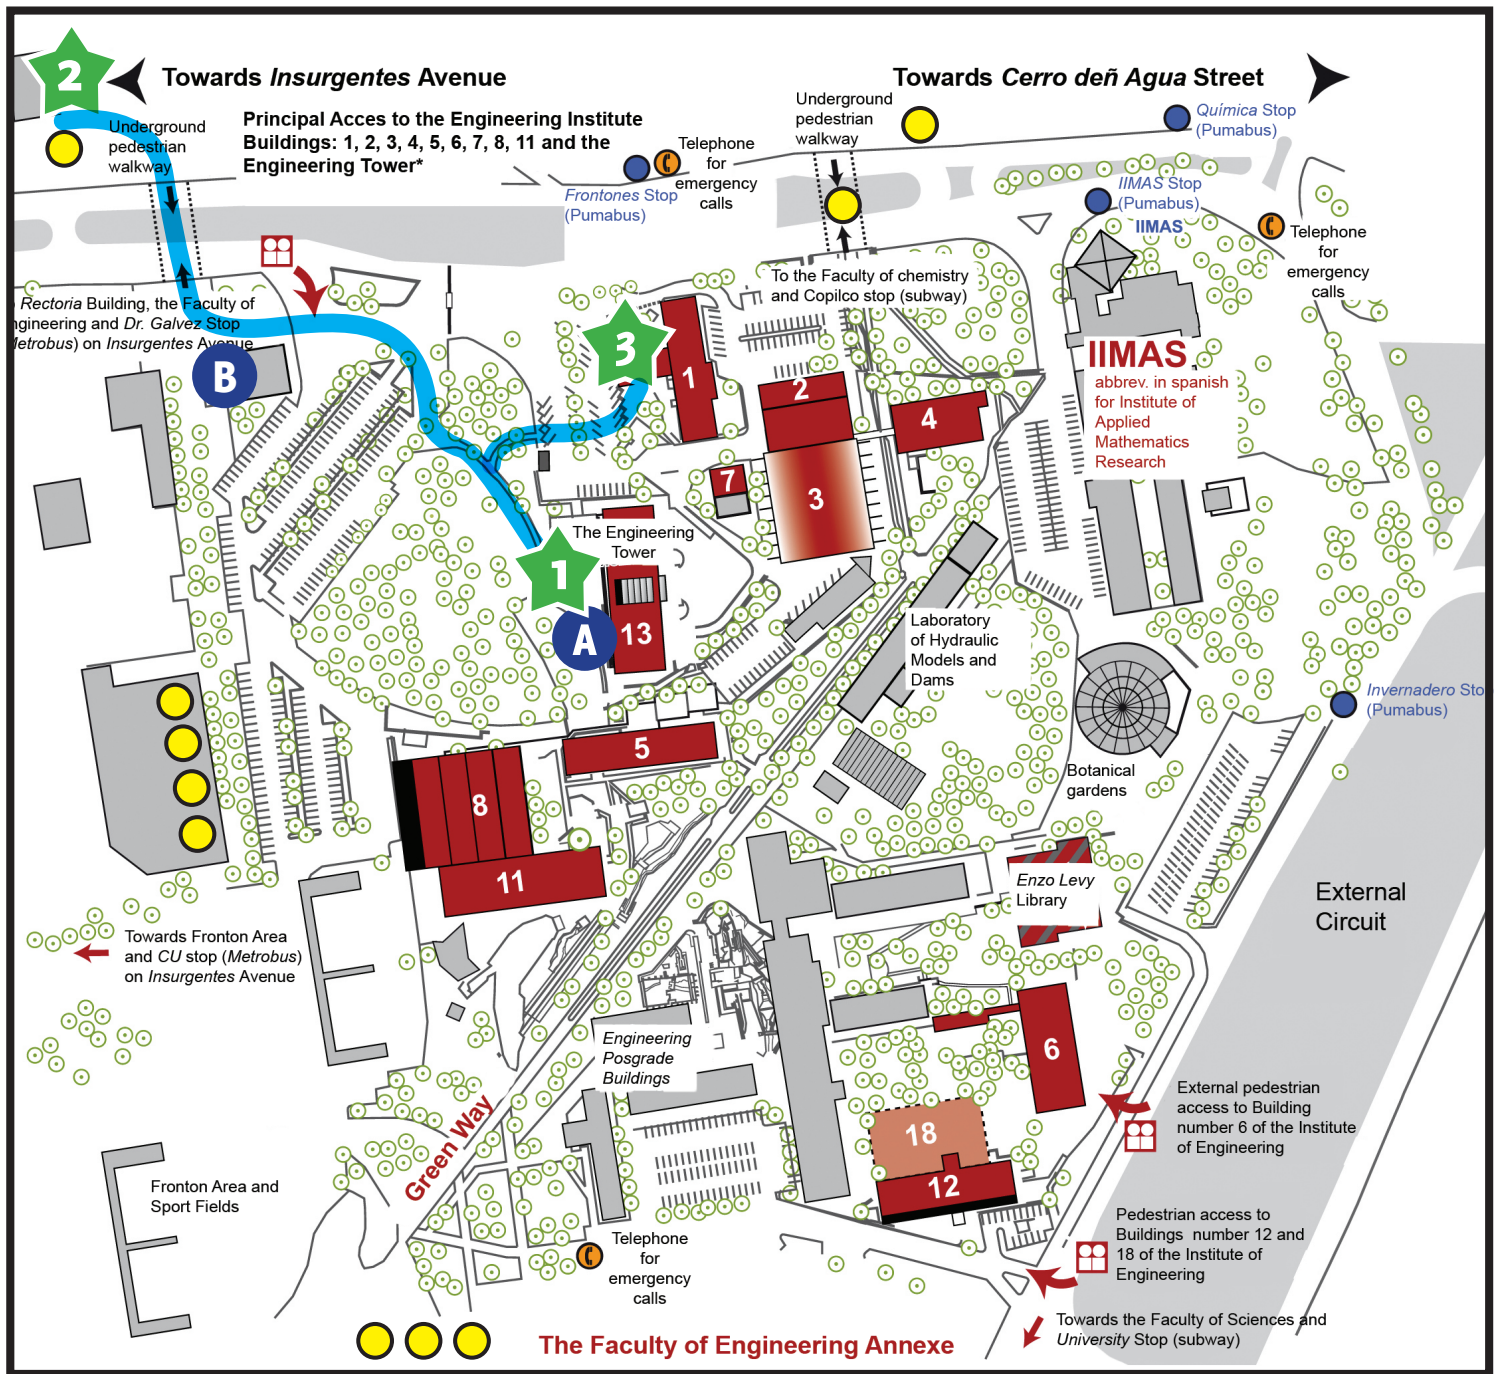 2
Towards Insurgentes Avenue
Towards Cerro deñ Agua Street
Underground
pedestrian
walkway
Principal Acces to the Engineering Institute
Buildings: 1, 2, 3, 4, 5, 6, 7, 8, 11 and the
Engineering Tower*
Telephone
for
emergency
calls
Frontones Stop
(Pumabus)
Underground
pedestrian
walkway
Química Stop
(Pumabus)
IIMAS Stop
(Pumabus)
IIMAS
Telephone
for
emergency
calls
To the Faculty of chemistry
and Copilco stop (subway)
Rectoria Building, the Faculty of
ngineering and Dr. Galvez Stop
Metrobus) on Insurgentes Avenue
B
3
1
2
4
IIMAS
abbrev. in spanish
for Institute of
Applied
Mathematics
Research
7
3
The Engineering
Tower
1
A
13
Laboratory
of Hydraulic
Models and
Dams
Invernadero Sto
(Pumabus)
5
Botanical
gardens
8
11
Enzo Levy
Library
External
Circuit
Towards Fronton Area
and CU stop (Metrobus)
on Insurgentes Avenue
Engineering
Posgrade
Buildings
6
External pedestrian
access to Building
number 6 of the Institute
of Engineering
Green Way
18
12
Fronton Area and
Sport Fields
Pedestrian access to
Buildings number 12 and
18 of the Institute of
Engineering
Telephone
for
emergency
calls
Towards the Faculty of Sciences and
University Stop (subway)
The Faculty of Engineering Annexe